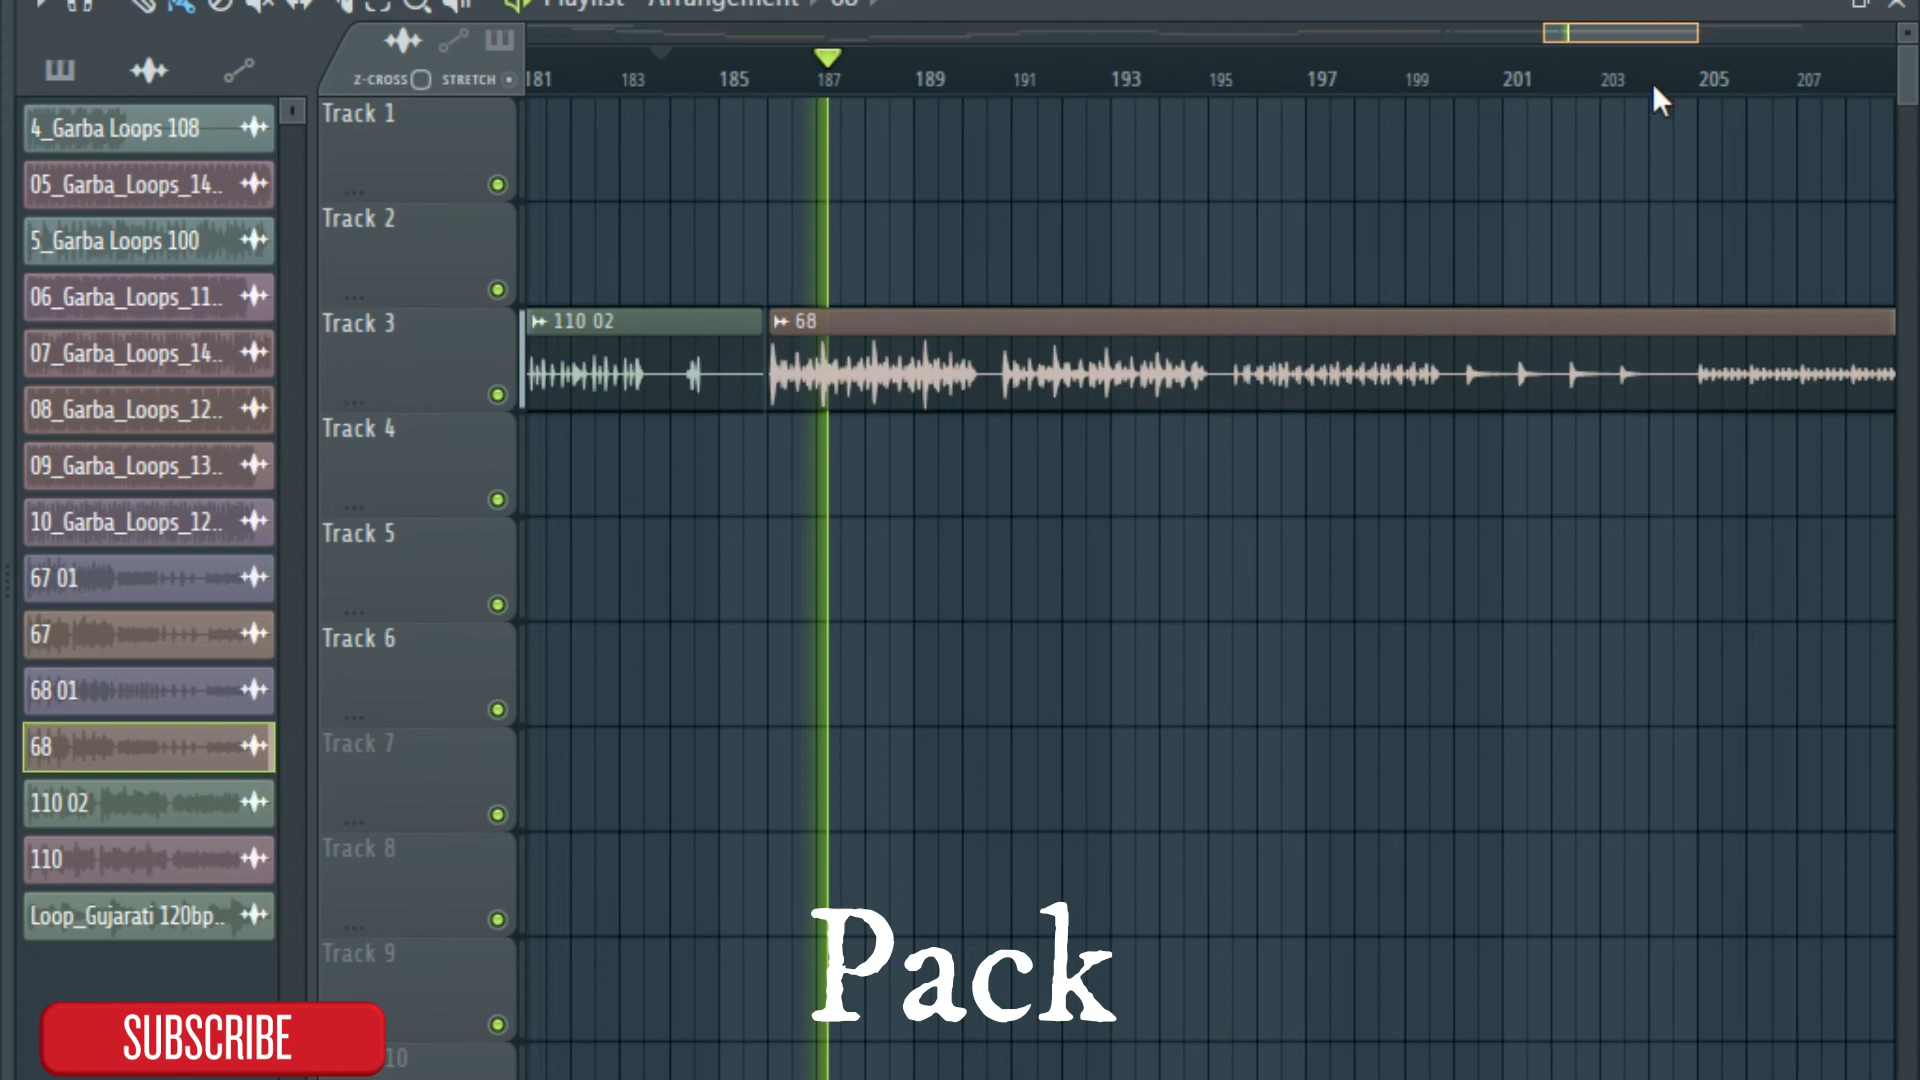 Playlist - Arrangement › 68 ›
Z-CROSS STRETCH
181 183 185 187 189 191 193 195 197 199 201 203 205 207
4_Garba Loops 108
05_Garba_Loops_14..
5_Garba Loops 100
06_Garba_Loops_11..
07_Garba_Loops_14..
08_Garba_Loops_12..
09_Garba_Loops_13..
10_Garba_Loops_12..
67 01
67
68 01
68
110 02
110
Loop_Gujarati 120bp..
Track 1
Track 2
Track 3
110 02
68
Track 4
Track 5
Track 6
Track 7
Track 8
Track 9
10
Pack
SUBSCRIBE